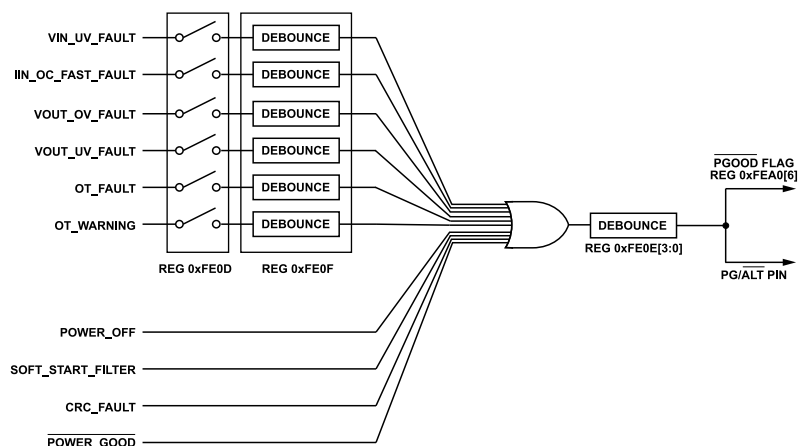 VIN_UV_FAULT
DEBOUNCE
IIN_OC_FAST_FAULT
DEBOUNCE
VOUT_OV_FAULT
DEBOUNCE
VOUT_UV_FAULT
DEBOUNCE
OT_FAULT
DEBOUNCE
OT_WARNING
DEBOUNCE
REG 0xFE0D
REG 0xFE0F
PGOOD FLAG
REG 0xFEA0[6]
DEBOUNCE
REG 0xFE0E[3:0]
PG/ALT PIN
POWER_OFF
SOFT_START_FILTER
CRC_FAULT
POWER_GOOD